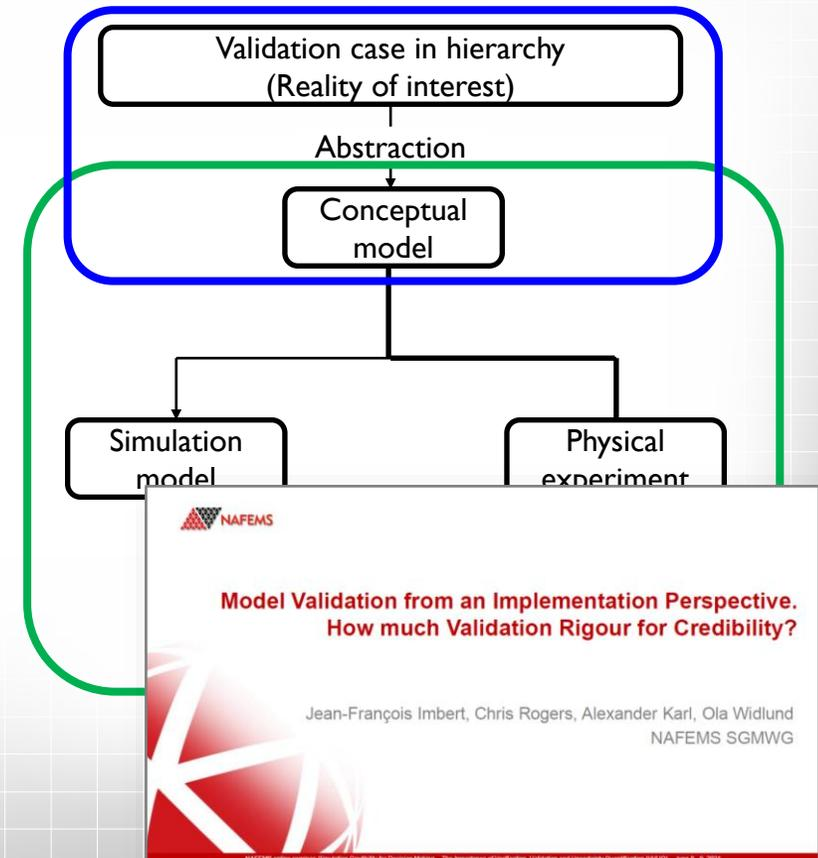 Validation case in hierarchy
(Reality of interest)
Abstraction
Conceptual
model
Simulation
model
Physical
experiment
NAFEMS
Model Validation from an Implementation Perspective.
How much Validation Rigour for Credibility?
Jean-François Imbert, Chris Rogers, Alexander Karl, Ola Widlund
NAFEMS SGMWG